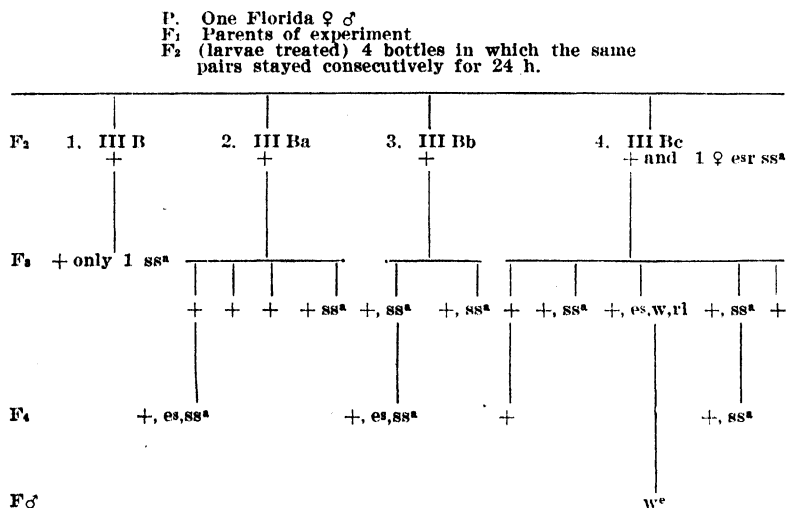 P. One Florida ♀ ♂
F₁ Parents of experiment
F₂ (larvae treated) 4 bottles in which the same
pairs stayed consecutively for 24 h.
F₂ 1. III B 2. III Ba 3. III Bb 4. III Bc
+ + + + and 1 ♀ esr ssᵃ
F₃ + only 1 ssᵃ
+ + + + ssᵃ +, ssᵃ +, ssᵃ + +, ssᵃ +, eˢ,w,rl +, ssᵃ +
F₄ +, es,ssᵃ +, es,ssᵃ + +, ssᵃ
F♂ wᵉ